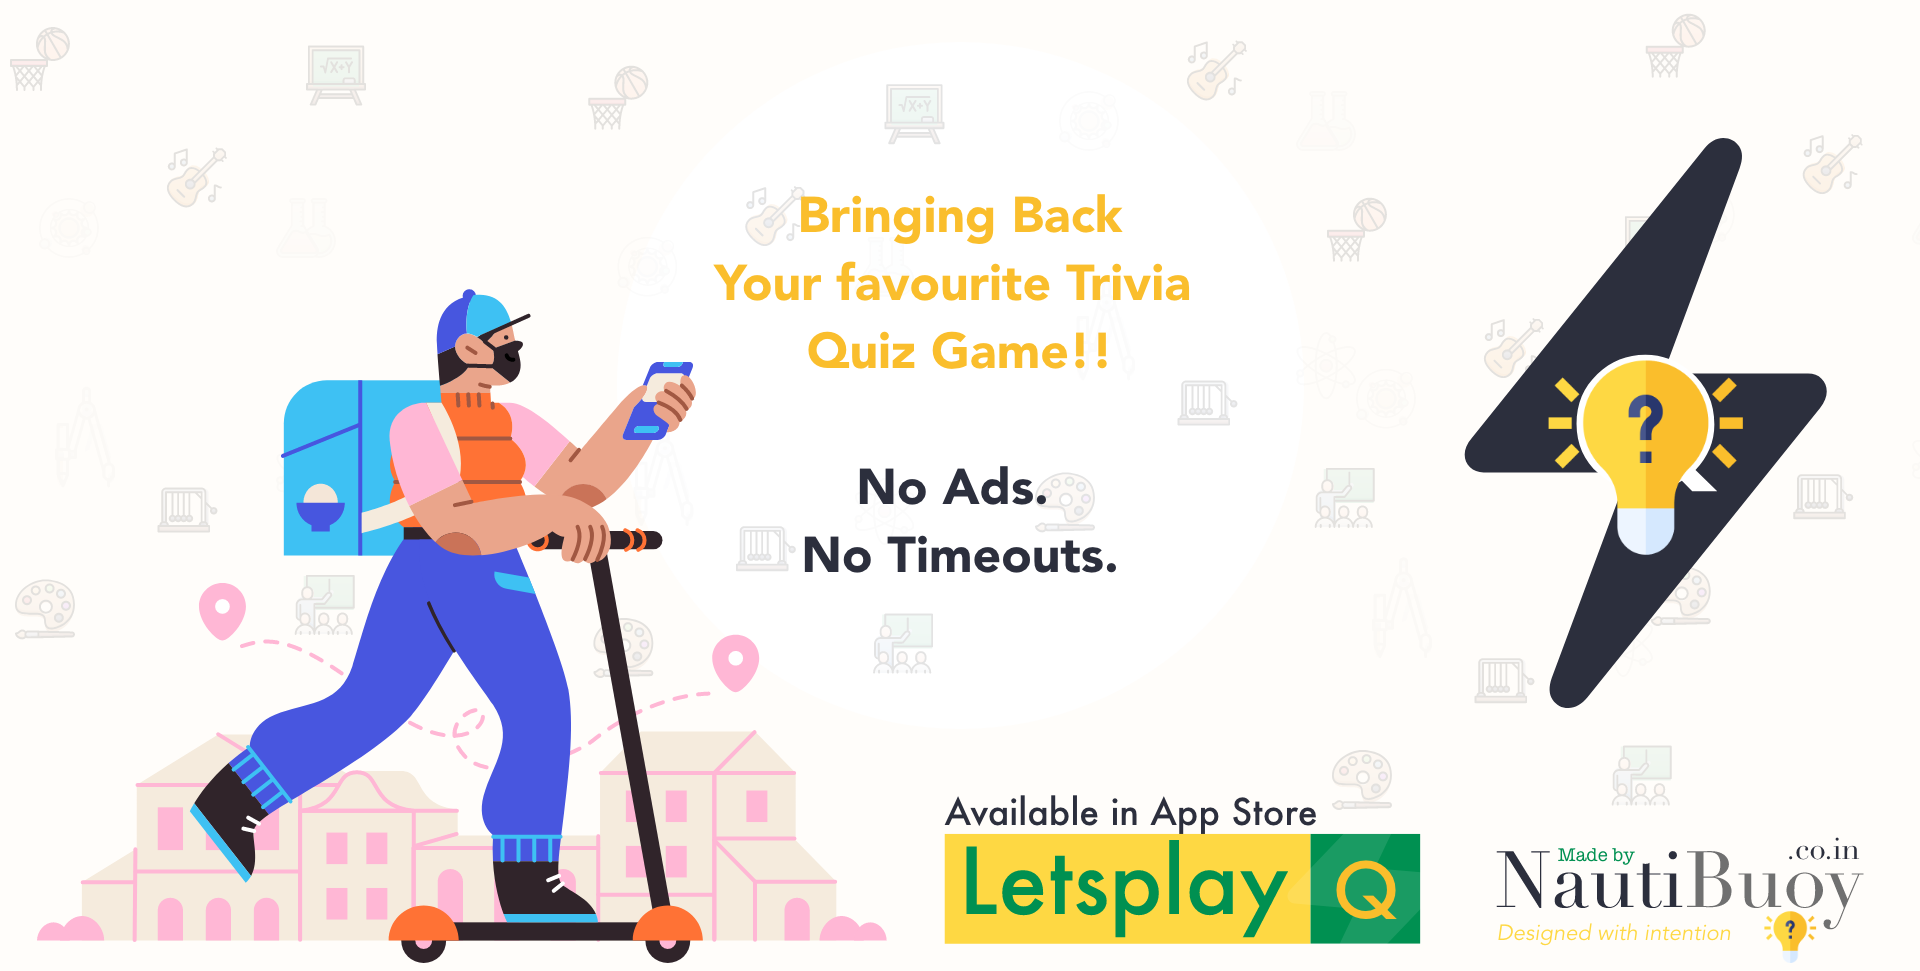 Bringing Back
Your favourite Trivia
Quiz Game!!
No Ads.
No Timeouts.
?
√X+Y
√X+Y
Available in App Store
Letsplay Q
Made by
NautiBuoy
.co.in
Designed with intention
?